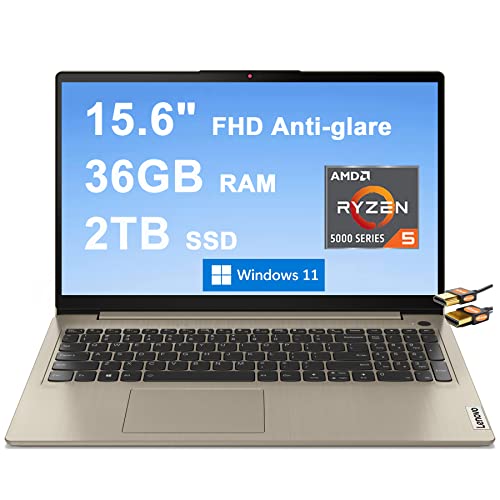 15.6" FHD Anti-glare
36GB RAM
2TB SSD
AMD
RYZEN
5000 SERIES 5
Windows 11
Lenovo